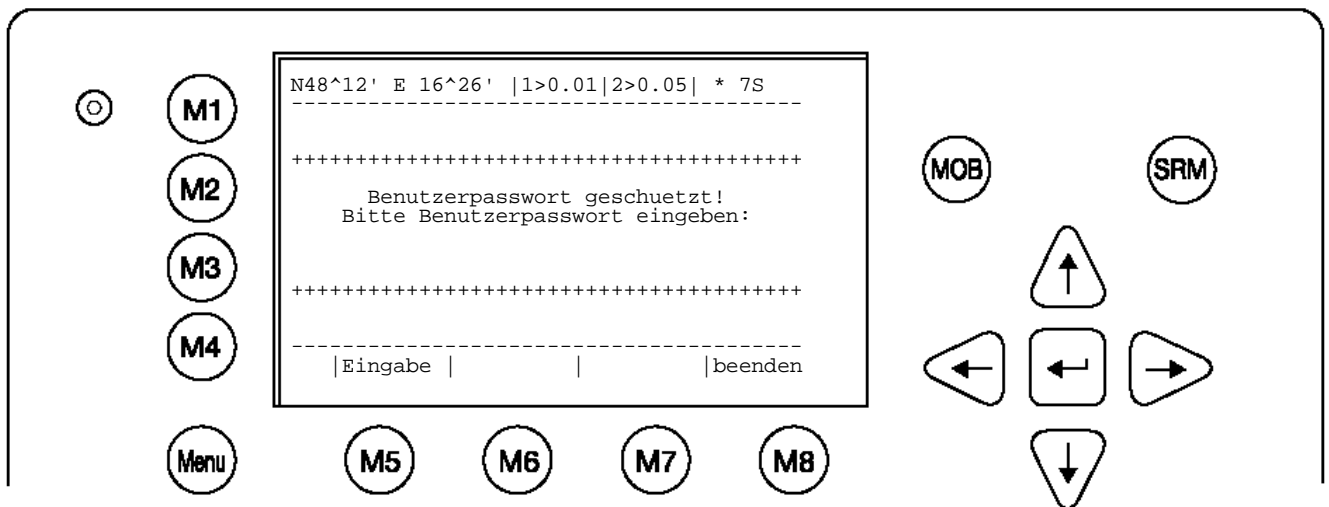 N48^12' E 16^26' |1>0.01|2>0.05| * 7S
----------------------------------------
++++++++++++++++++++++++++++++++++++++++
Benutzerpasswort geschuetzt!
Bitte Benutzerpasswort eingeben:
++++++++++++++++++++++++++++++++++++++++
----------------------------------------
|Eingabe | | |beenden
M1
M2
M3
M4
Menu
M5
M6
M7
M8
MOB
SRM